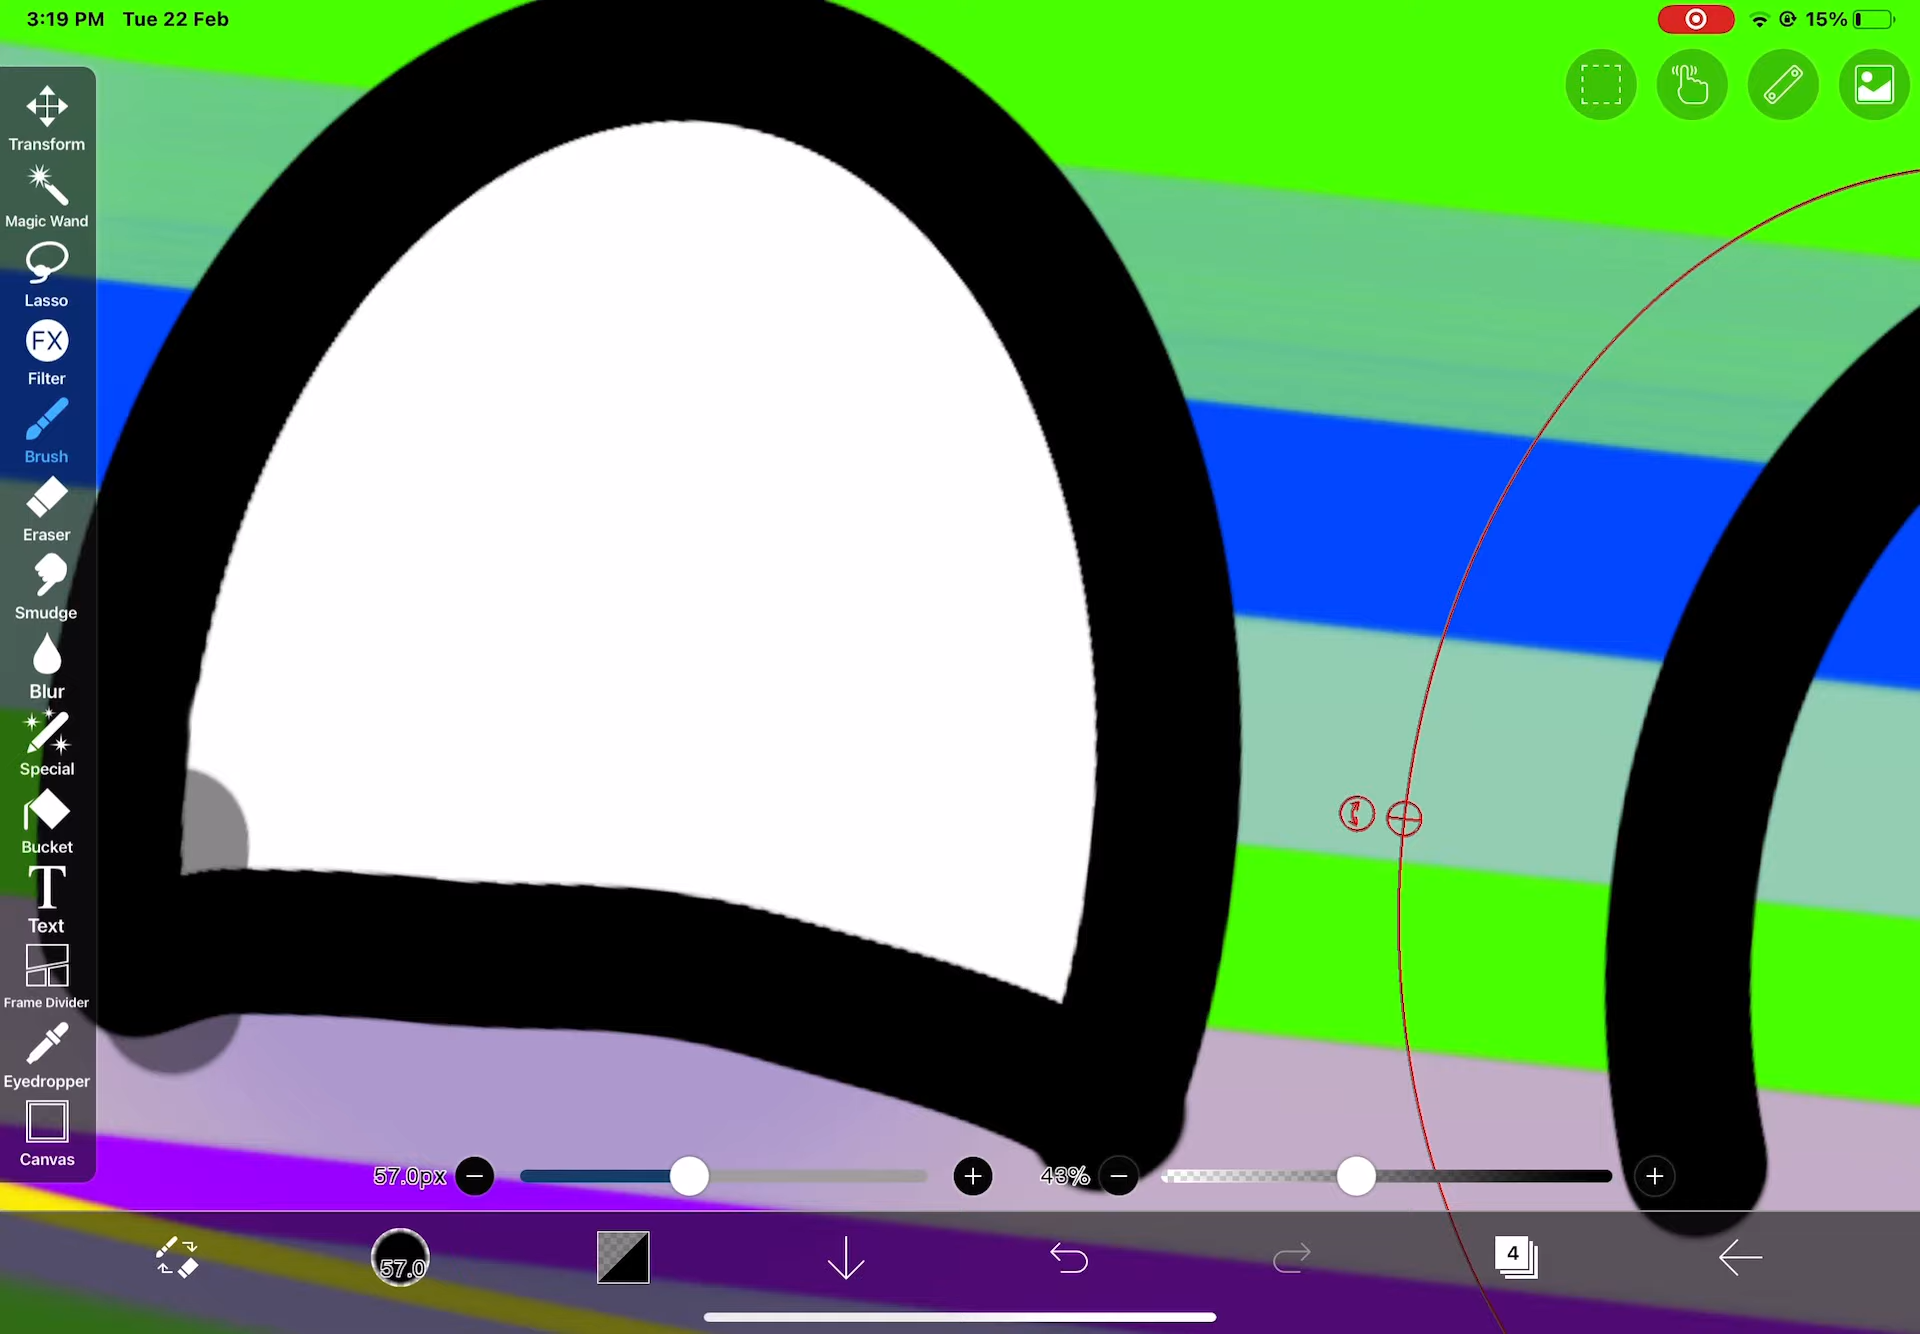 3:19 PM Tue 22 Feb
15%
Transform
Magic Wand
Lasso
FX
Filter
Brush
Eraser
Smudge
Blur
Special
Bucket
T
Text
Frame Divider
Eyedropper
Canvas
57.0px
43%
57.0
4